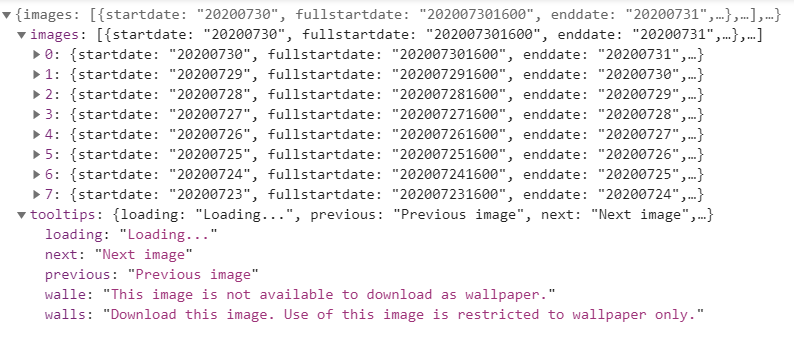 {images: [{startdate: "20200730", fullstartdate: "202007301600", enddate: "20200731",…},…],…}
images: [{startdate: "20200730", fullstartdate: "202007301600", enddate: "20200731",…},…]
0: {startdate: "20200730", fullstartdate: "202007301600", enddate: "20200731",…}
1: {startdate: "20200729", fullstartdate: "202007291600", enddate: "20200730",…}
2: {startdate: "20200728", fullstartdate: "202007281600", enddate: "20200729",…}
3: {startdate: "20200727", fullstartdate: "202007271600", enddate: "20200728",…}
4: {startdate: "20200726", fullstartdate: "202007261600", enddate: "20200727",…}
5: {startdate: "20200725", fullstartdate: "202007251600", enddate: "20200726",…}
6: {startdate: "20200724", fullstartdate: "202007241600", enddate: "20200725",…}
7: {startdate: "20200723", fullstartdate: "202007231600", enddate: "20200724",…}
tooltips: {loading: "Loading...", previous: "Previous image", next: "Next image",…}
loading: "Loading..."
next: "Next image"
previous: "Previous image"
walle: "This image is not available to download as wallpaper."
walls: "Download this image. Use of this image is restricted to wallpaper only."